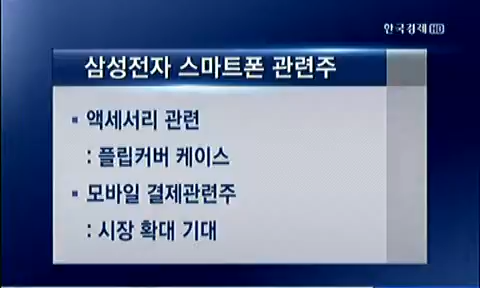 한국경제 HD
삼성전자 스마트폰 관련주
▪ 액세서리 관련
: 플립커버 케이스
▪ 모바일 결제관련주
: 시장 확대 기대